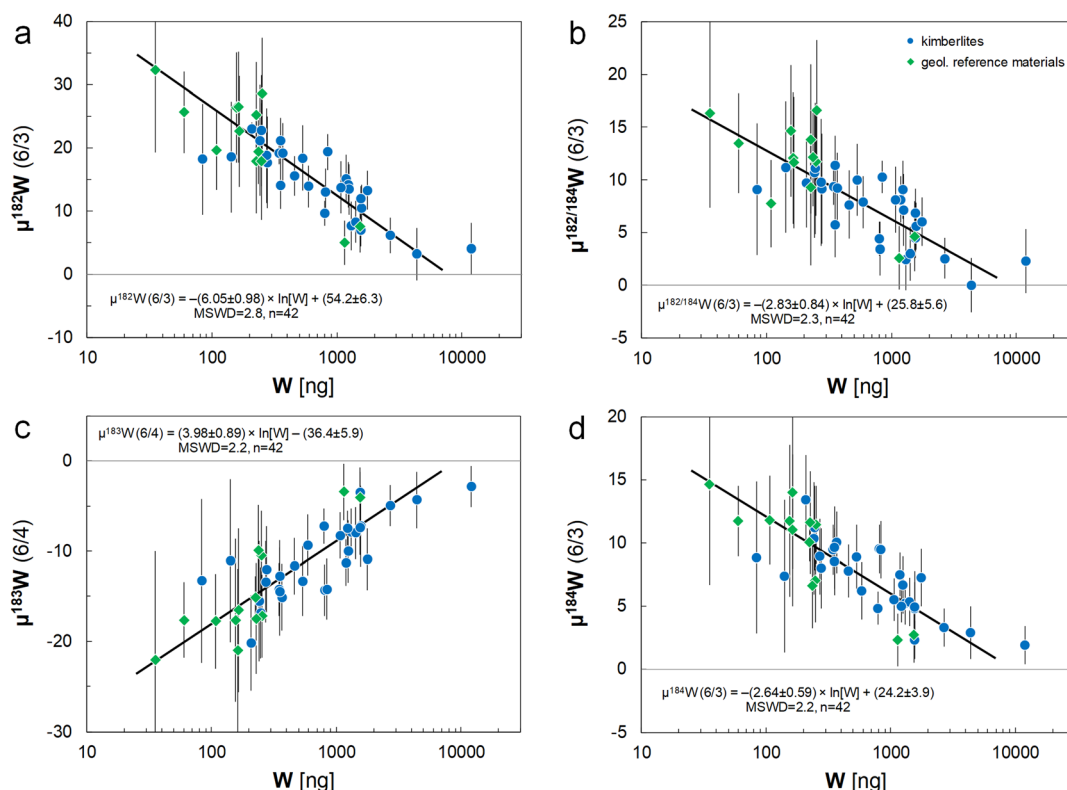 a
μ¹⁸²W (6/3)
40
30
20
10
0
-10
μ¹⁸²W (6/3) = –(6.05±0.98) × ln[W] + (54.2±6.3)
MSWD=2.8, n=42
10
100
1000
10000
W [ng]
b
μ¹⁸²/¹⁸⁴W (6/3)
25
20
15
10
5
0
-5
kimberlites
geol. reference materials
μ¹⁸²/¹⁸⁴W (6/3) = –(2.83±0.84) × ln[W] + (25.8±5.6)
MSWD=2.3, n=42
10
100
1000
10000
W [ng]
c
μ¹⁸³W (6/4)
μ¹⁸³W (6/4) = (3.98±0.89) × ln[W] – (36.4±5.9)
MSWD=2.2, n=42
0
-10
-20
-30
10
100
1000
10000
W [ng]
d
μ¹⁸⁴W (6/3)
20
15
10
5
0
-5
μ¹⁸⁴W (6/3) = –(2.64±0.59) × ln[W] + (24.2±3.9)
MSWD=2.2, n=42
10
100
1000
10000
W [ng]